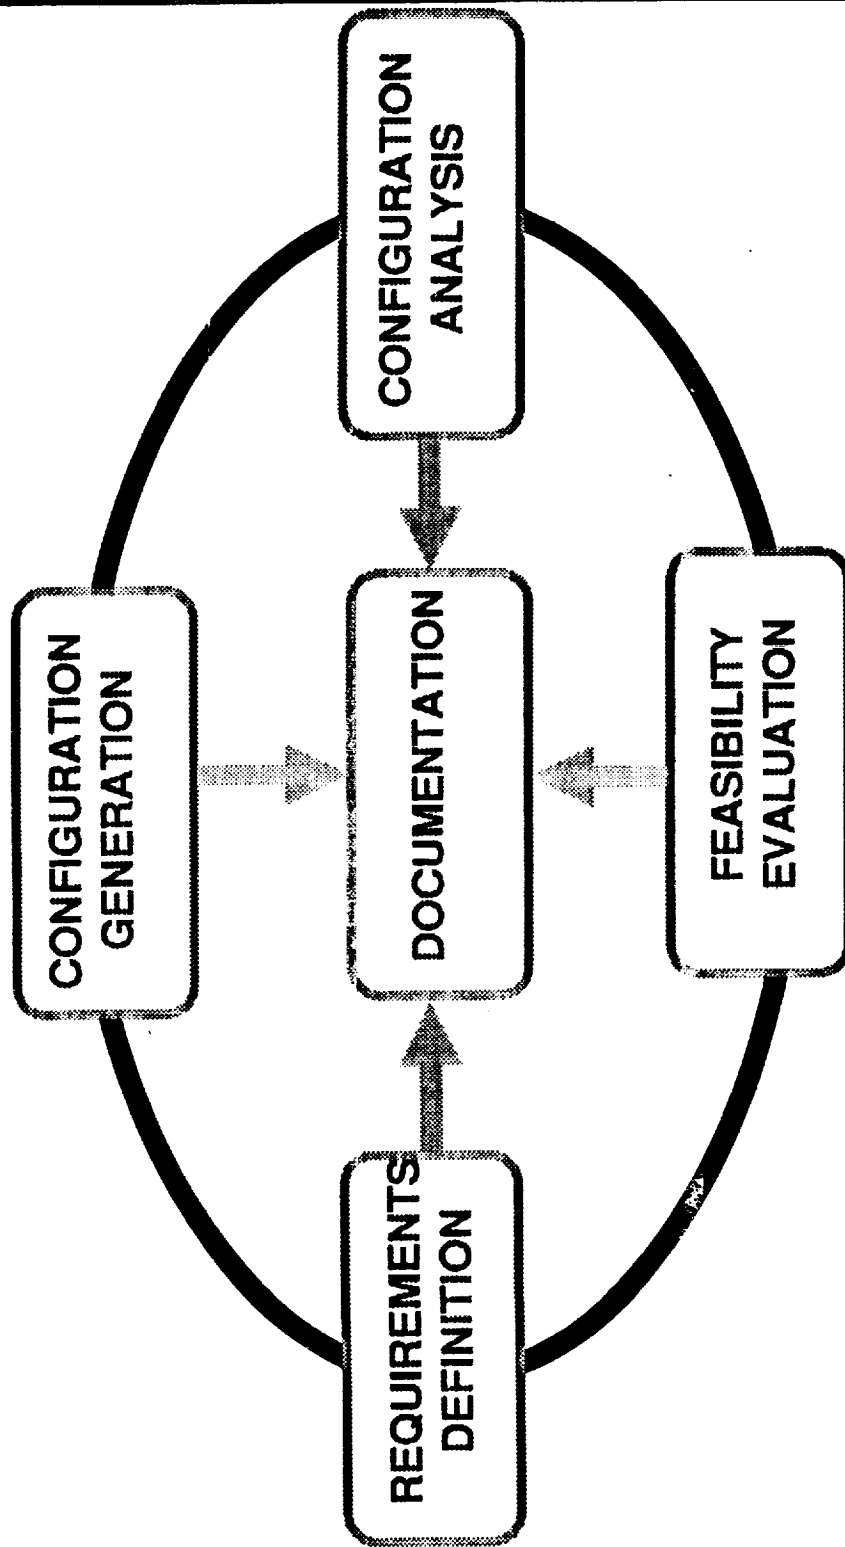 CONFIGURATION
GENERATION
REQUIREMENTS
DEFINITION
DOCUMENTATION
CONFIGURATION
ANALYSIS
FEASIBILITY
EVALUATION